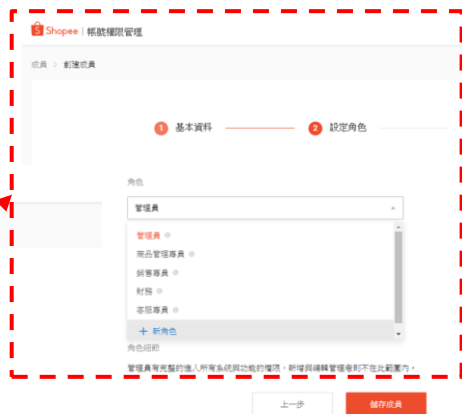 Shopee | 帳號權限管理
成員 > 創建成員
1 基本資料 2 設定角色
角色
管理員
管理員
商品管理專員
銷售專員
財務
客服專員
+ 新角色
角色細節
管理員有完整的進入所有系統與功能的權限，新增與編輯管理者則不在此範圍內。
上一步 儲存成員